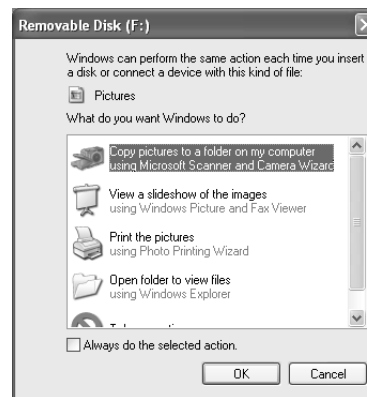 Removable Disk (F:)
Windows can perform the same action each time you insert
a disk or connect a device with this kind of file:
Pictures
What do you want Windows to do?
Copy pictures to a folder on my computer
using Microsoft Scanner and Camera Wizard
View a slideshow of the images
using Windows Picture and Fax Viewer
Print the pictures
using Photo Printing Wizard
Open folder to view files
using Windows Explorer
Always do the selected action.
OK
Cancel